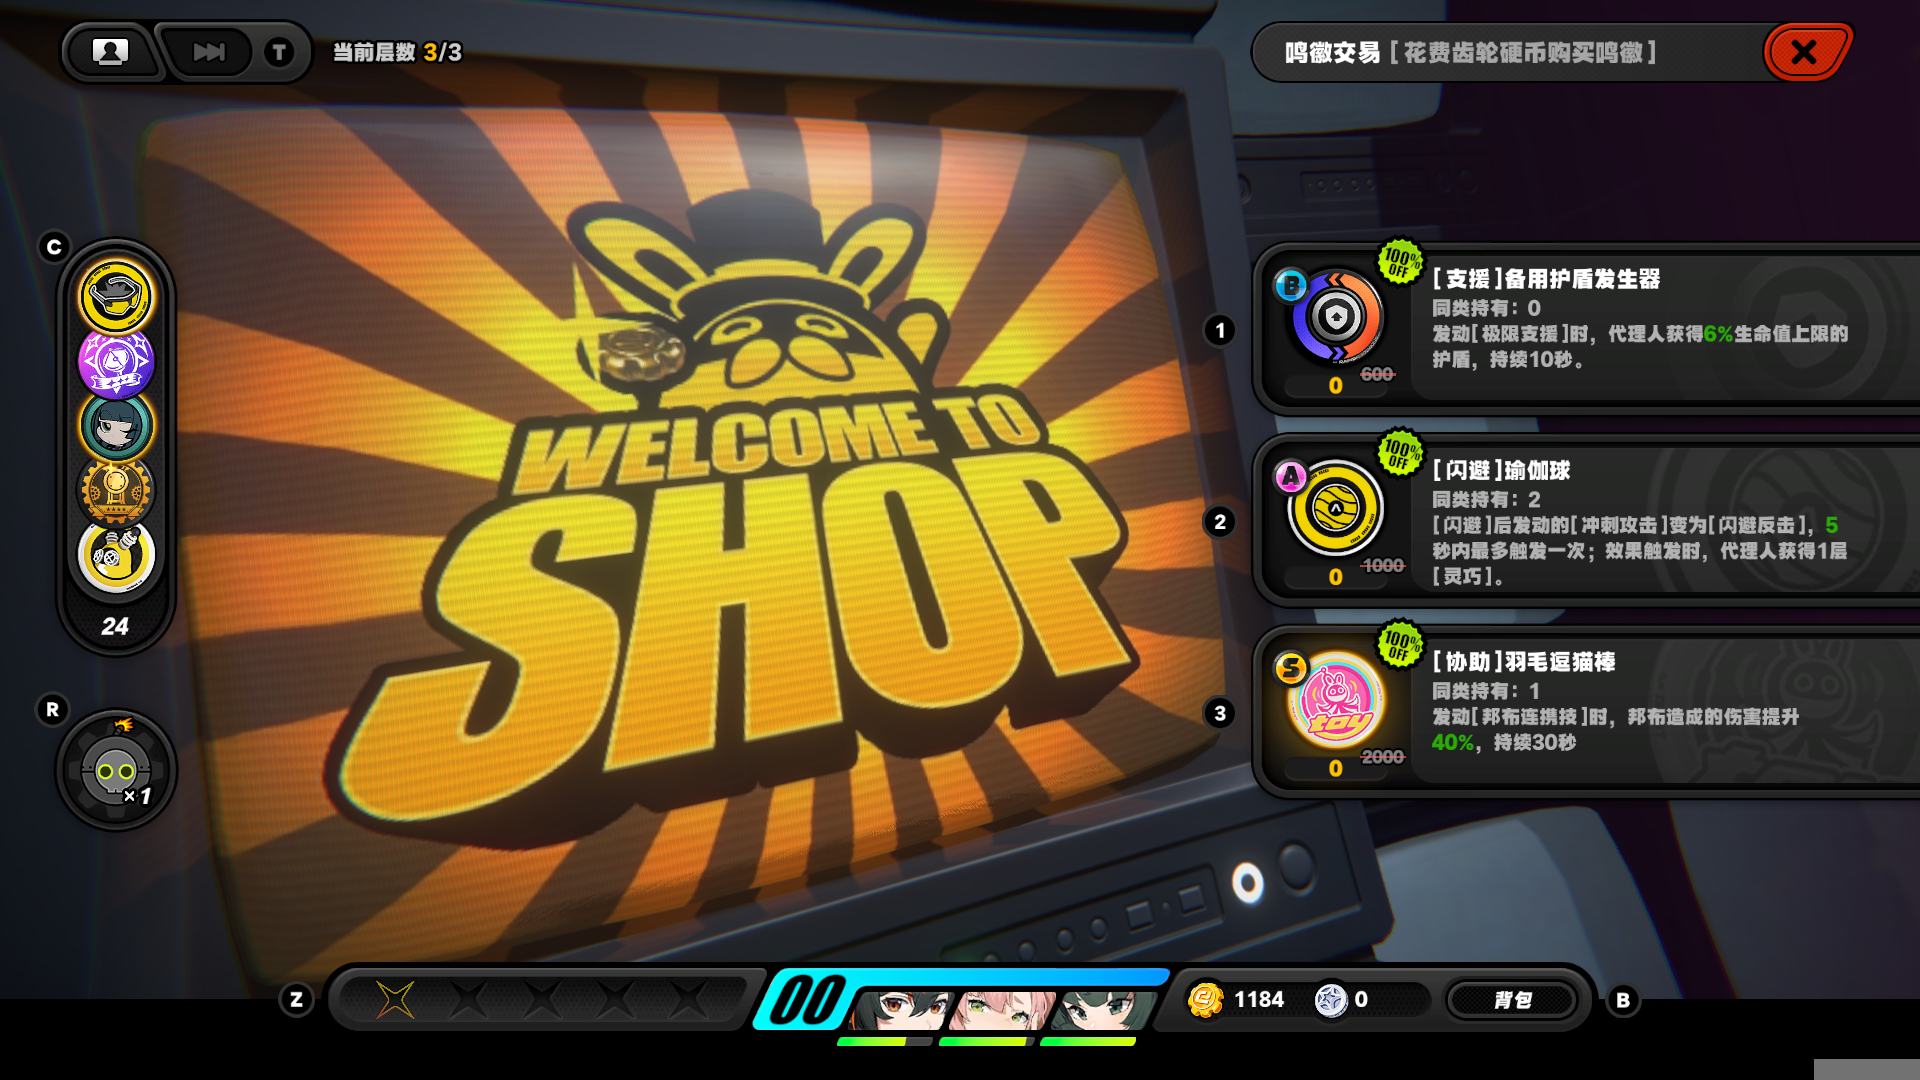 T
当前层数 3/3
鸣徽交易 [ 花费齿轮硬币购买鸣徽 ]
C
24
R
×1
WELCOME TO
SHOP
1
B
100% OFF
[支援]备用护盾发生器
同类持有：0
发动[极限支援]时，代理人获得6%生命值上限的
护盾，持续10秒。
600
0
2
A
100% OFF
[闪避]瑜伽球
同类持有：2
[闪避]后发动的[冲刺攻击]变为[闪避反击]，5
秒内最多触发一次；效果触发时，代理人获得1层
[灵巧]。
1000
0
3
S
100% OFF
toy
[协助]羽毛逗猫棒
同类持有：1
发动[邦布连携技]时，邦布造成的伤害提升
40%，持续30秒
2000
0
Z
00
1184
0
背包
B